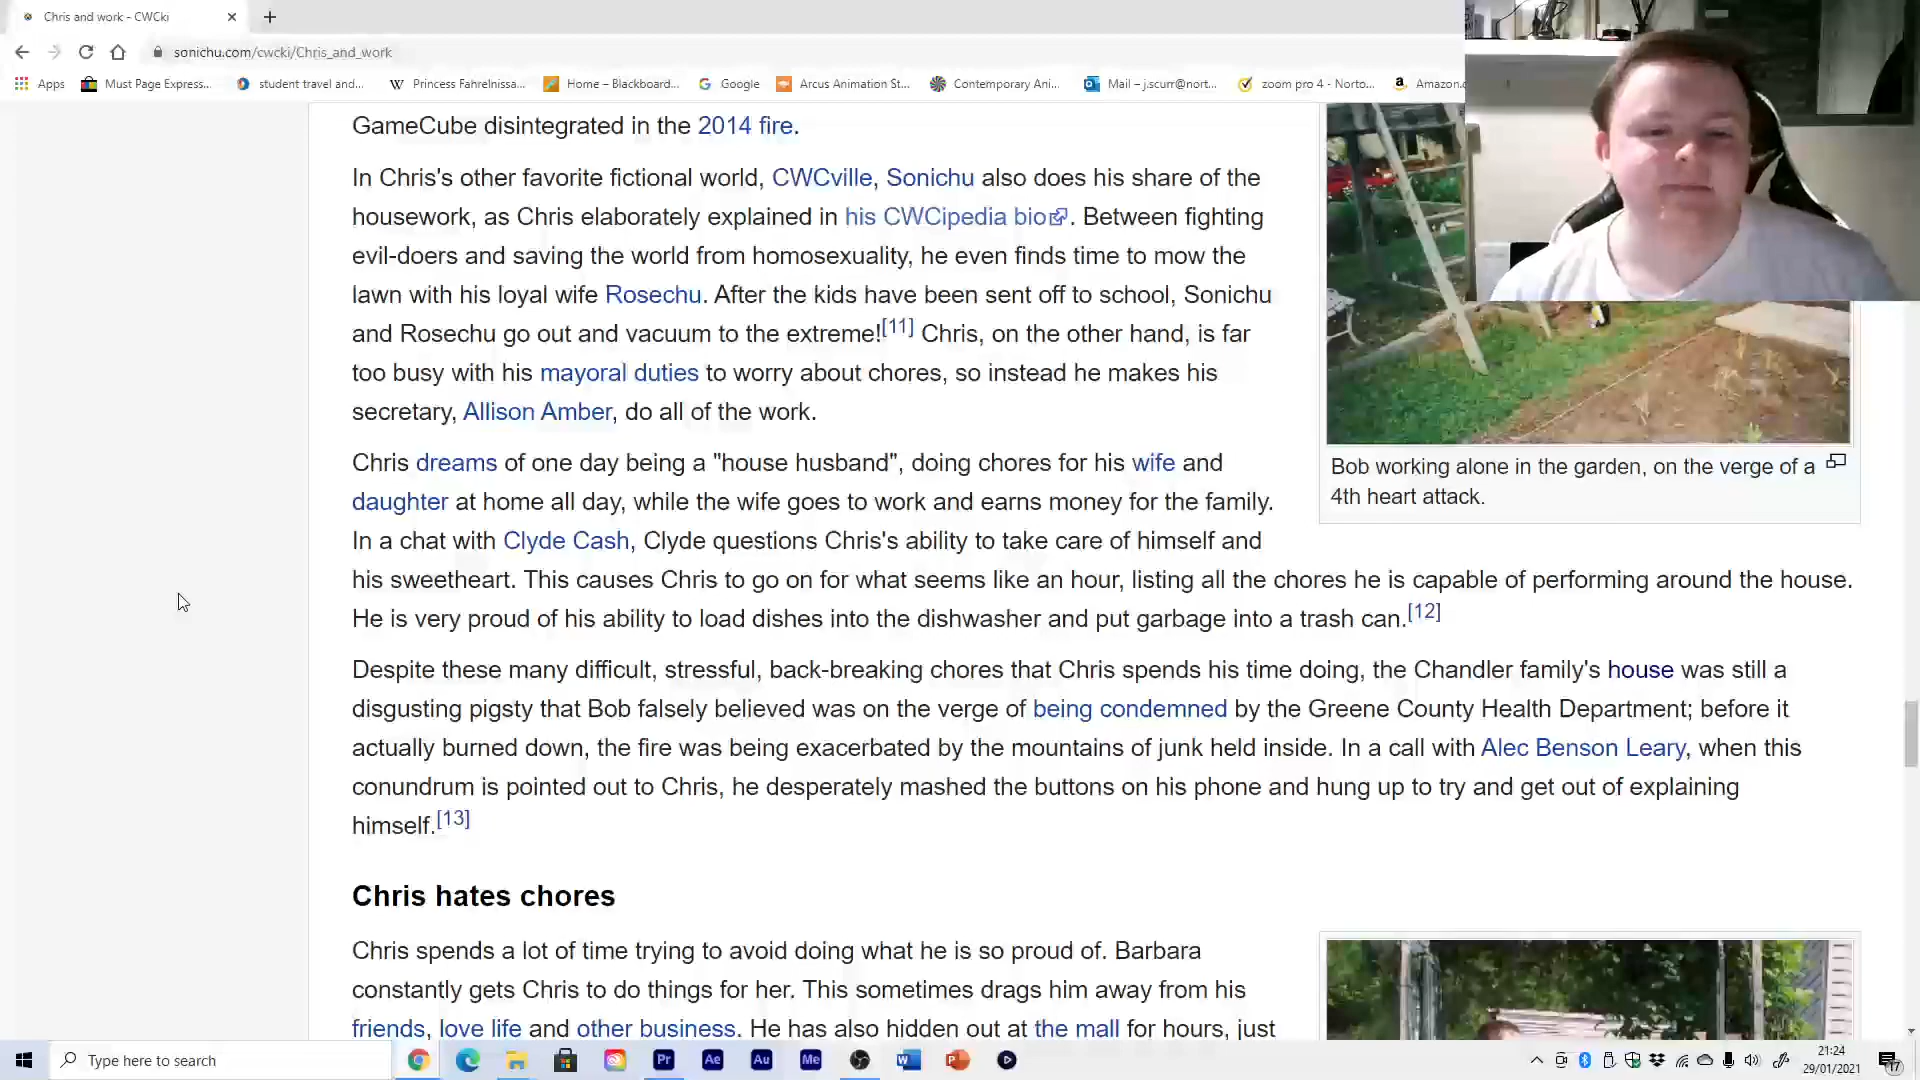 Chris and work - CWCki
sonichu.com/cwcki/Chris_and_work
Apps Must Page Express... student travel and... Princess Fahrelnissa... Home – Blackboard... Google Arcus Animation St... Contemporary Ani... Mail – j.scurr@nort... zoom pro 4 - Norto... Amazon.c
GameCube disintegrated in the 2014 fire.
In Chris's other favorite fictional world, CWCville, Sonichu also does his share of the
housework, as Chris elaborately explained in his CWCipedia bio. Between fighting
evil-doers and saving the world from homosexuality, he even finds time to mow the
lawn with his loyal wife Rosechu. After the kids have been sent off to school, Sonichu
and Rosechu go out and vacuum to the extreme![11] Chris, on the other hand, is far
too busy with his mayoral duties to worry about chores, so instead he makes his
secretary, Allison Amber, do all of the work.
Bob working alone in the garden, on the verge of a
4th heart attack.
Chris dreams of one day being a "house husband", doing chores for his wife and
daughter at home all day, while the wife goes to work and earns money for the family.
In a chat with Clyde Cash, Clyde questions Chris's ability to take care of himself and
his sweetheart. This causes Chris to go on for what seems like an hour, listing all the chores he is capable of performing around the house.
He is very proud of his ability to load dishes into the dishwasher and put garbage into a trash can.[12]
Despite these many difficult, stressful, back-breaking chores that Chris spends his time doing, the Chandler family's house was still a
disgusting pigsty that Bob falsely believed was on the verge of being condemned by the Greene County Health Department; before it
actually burned down, the fire was being exacerbated by the mountains of junk held inside. In a call with Alec Benson Leary, when this
conundrum is pointed out to Chris, he desperately mashed the buttons on his phone and hung up to try and get out of explaining
himself.[13]
Chris hates chores
Chris spends a lot of time trying to avoid doing what he is so proud of. Barbara
constantly gets Chris to do things for her. This sometimes drags him away from his
friends, love life and other business. He has also hidden out at the mall for hours, just
Type here to search
Pr Ae Au Me
21:24
29/01/2021
17